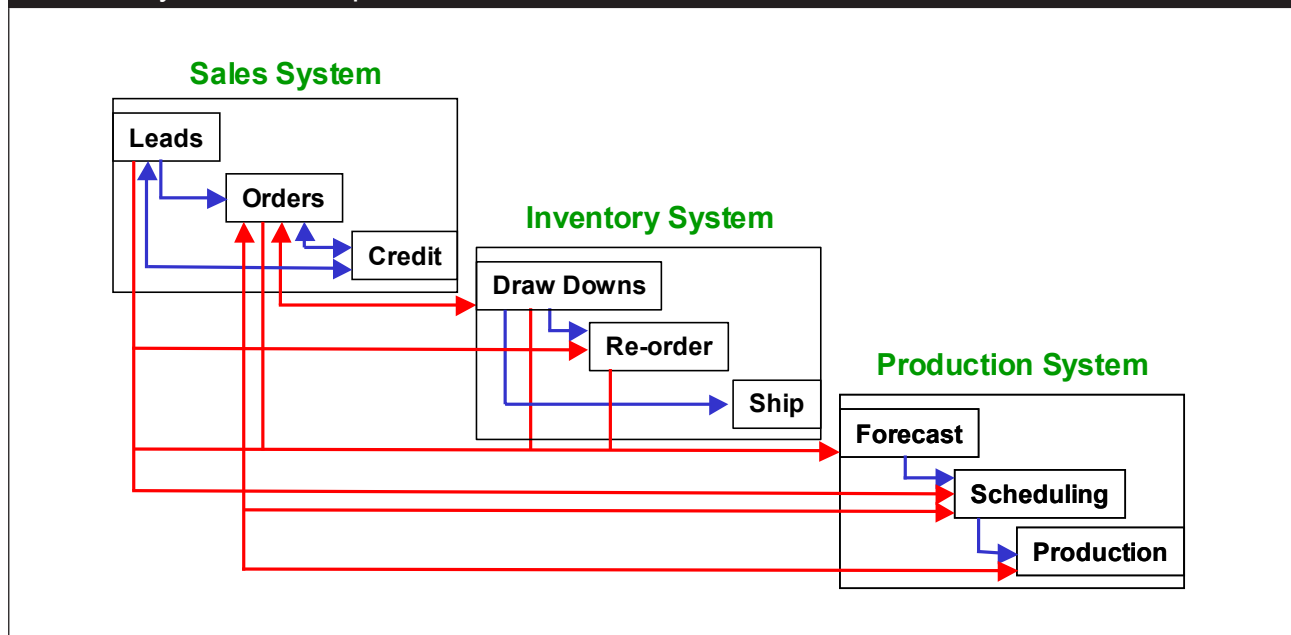 Sales System
Leads
Orders
Credit
Inventory System
Draw Downs
Re-order
Ship
Production System
Forecast
Scheduling
Production